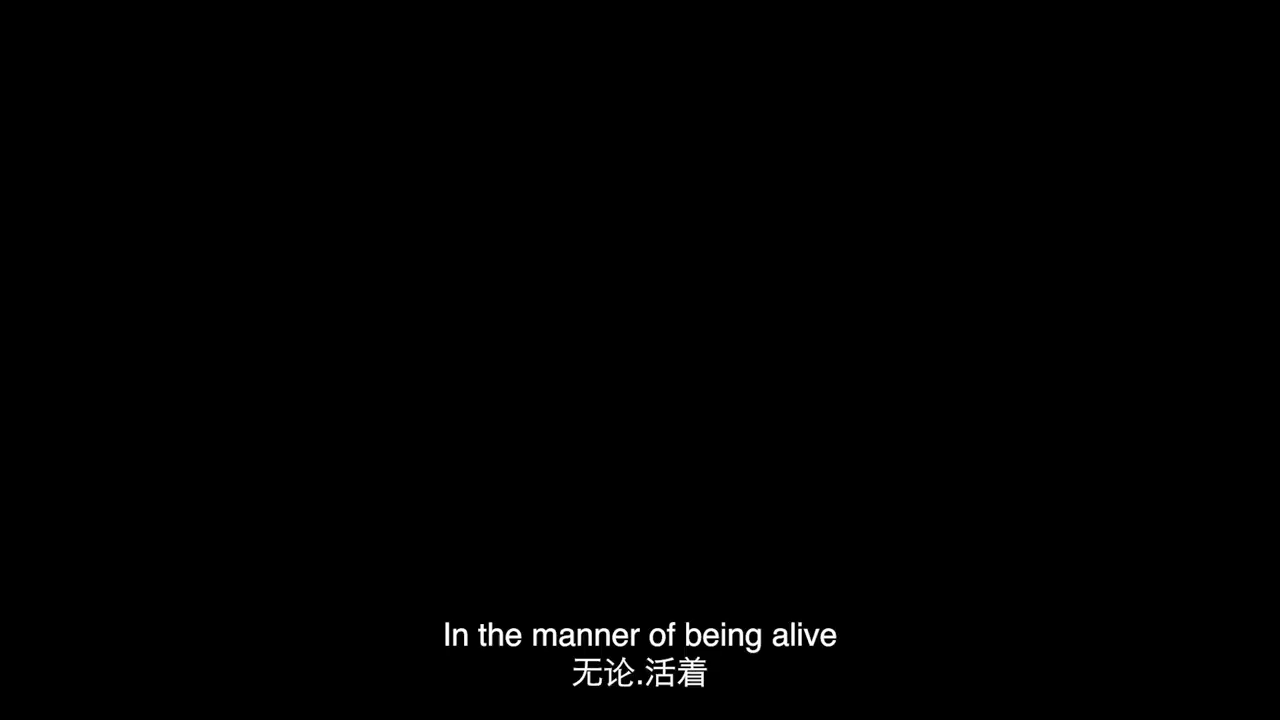 In the manner of being alive
无论.活着